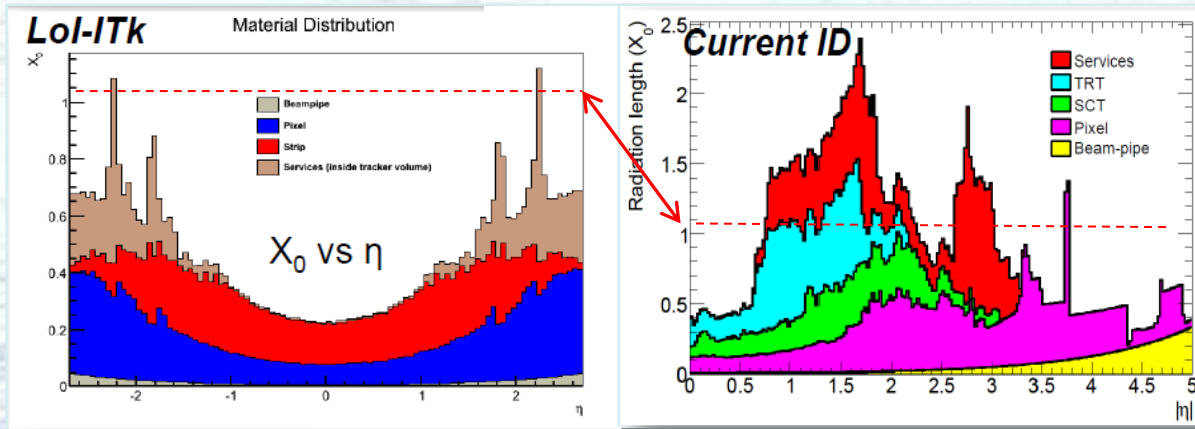 LoI-ITk
Material Distribution
X₀
1
0.8
0.6
0.4
0.2
0
-2
-1
0
1
2
η
Beampipe
Pixel
Strip
Services (inside tracker volume)
X₀ vs η
Current ID
Radiation length (X₀)
2.5
2
1.5
1
0.5
0
0
0.5
1
1.5
2
2.5
3
3.5
4
4.5
5
|η|
Services
TRT
SCT
Pixel
Beam-pipe